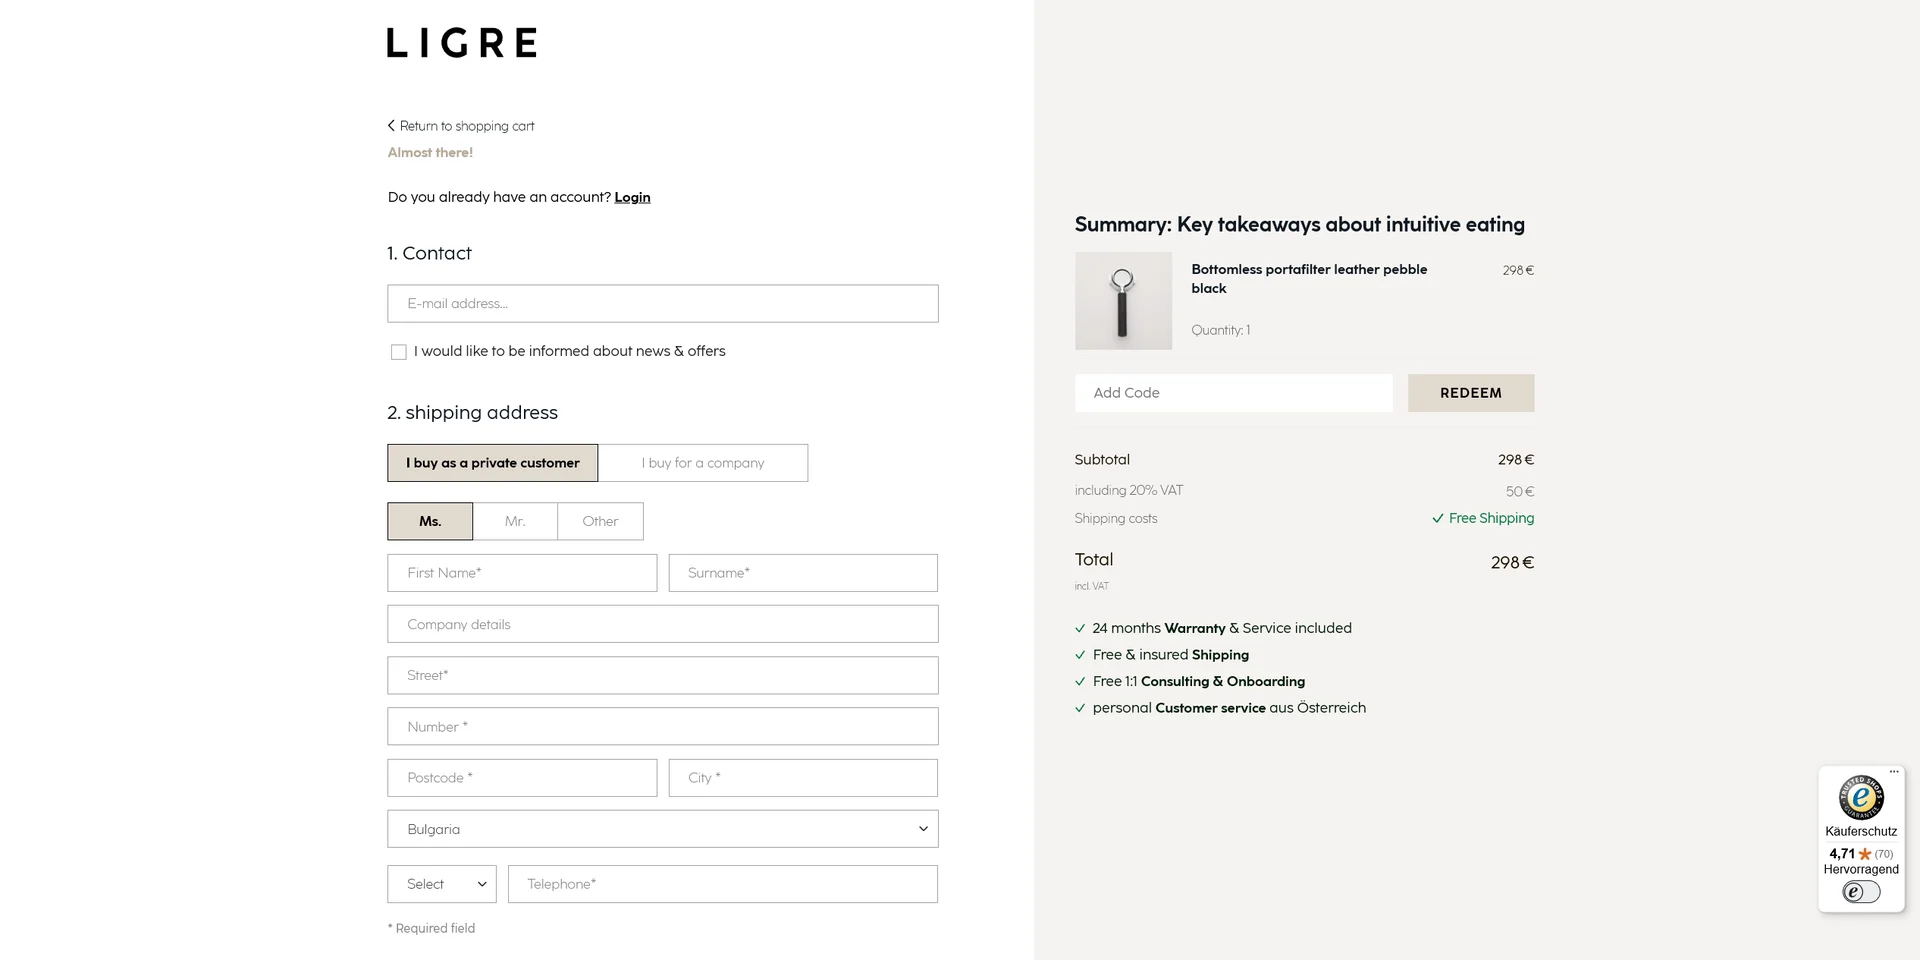 LIGRE
Return to shopping cart
Almost there!
Do you already have an account? Login
1. Contact
E-mail address...
I would like to be informed about news & offers
2. shipping address
I buy as a private customer
I buy for a company
Ms.
Mr.
Other
First Name*
Surname*
Company details
Street*
Number *
Postcode *
City *
Bulgaria
Select
Telephone*
* Required field
Summary: Key takeaways about intuitive eating
Bottomless portafilter leather pebble
black
298 €
Quantity: 1
Add Code
REDEEM
Subtotal
298 €
including 20% VAT
50 €
Shipping costs
Free Shipping
Total
298 €
incl. VAT
24 months Warranty & Service included
Free & insured Shipping
Free 1:1 Consulting & Onboarding
personal Customer service aus Österreich
TRUSTED SHOPS
GUARANTEE
e
Käuferschutz
4,71 (70)
Hervorragend
e